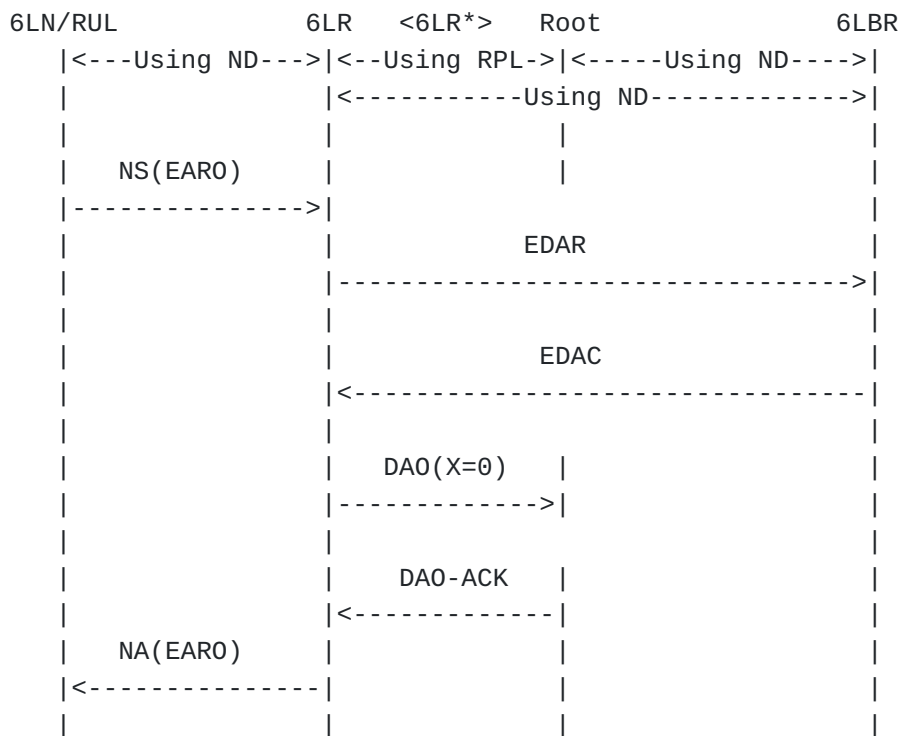 6LN/RUL                6LR   <6LR*>   Root                6LBR
   |<---Using ND--->|<--Using RPL->|<-----Using ND---->|
   |                |<-----------Using ND------------->|
   |                |              |                   |
   |   NS(EARO)     |              |                   |
   |--------------->|                                  |
   |                |           EDAR                   |
   |                |--------------------------------->|
   |                |                                  |
   |                |            EDAC                  |
   |                |<---------------------------------|
   |                |                                  |
   |                |   DAO(X=0)   |                   |
   |                |------------->|                   |
   |                |                                  |
   |                |    DAO-ACK   |                   |
   |                |<-------------|                   |
   |   NA(EARO)     |              |                   |
   |<---------------|              |                   |
   |                |              |                   |